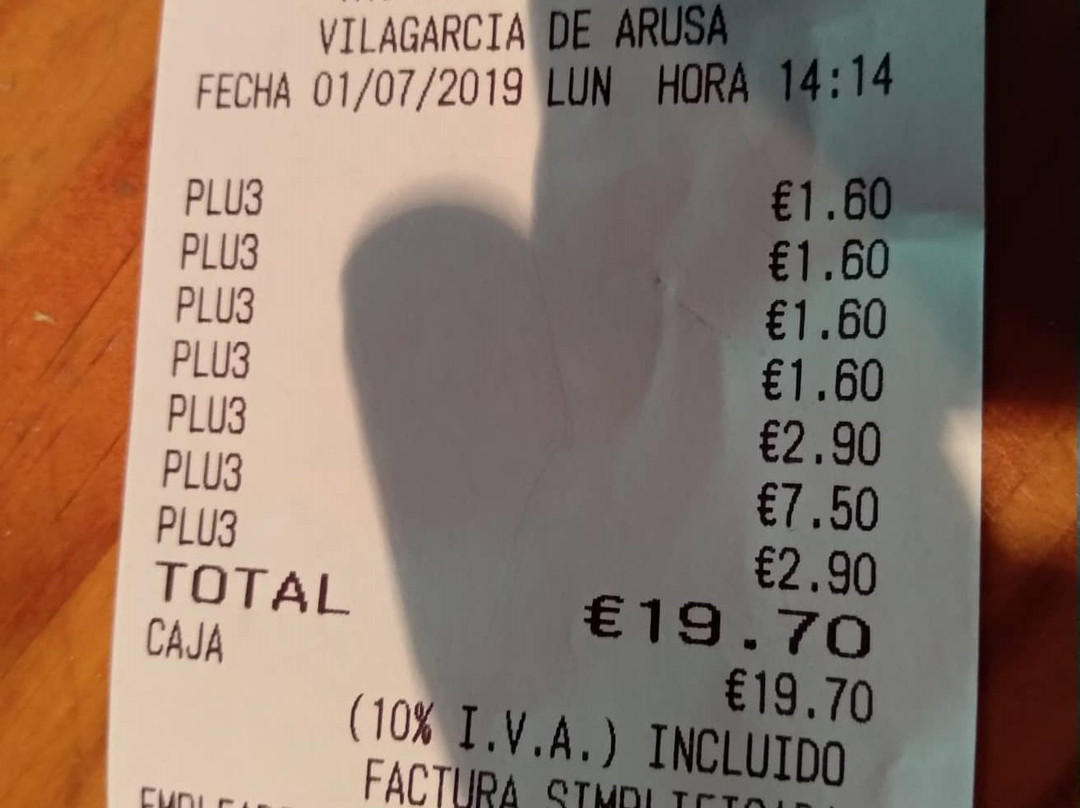 VILAGARCIA DE ARUSA
FECHA 01/07/2019 LUN HORA 14:14
PLU3 €1.60
PLU3 €1.60
PLU3 €1.60
PLU3 €1.60
PLU3 €2.90
PLU3 €7.50
PLU3 €2.90
TOTAL €19.70
CAJA €19.70
(10% I.V.A.) INCLUIDO
FACTURA